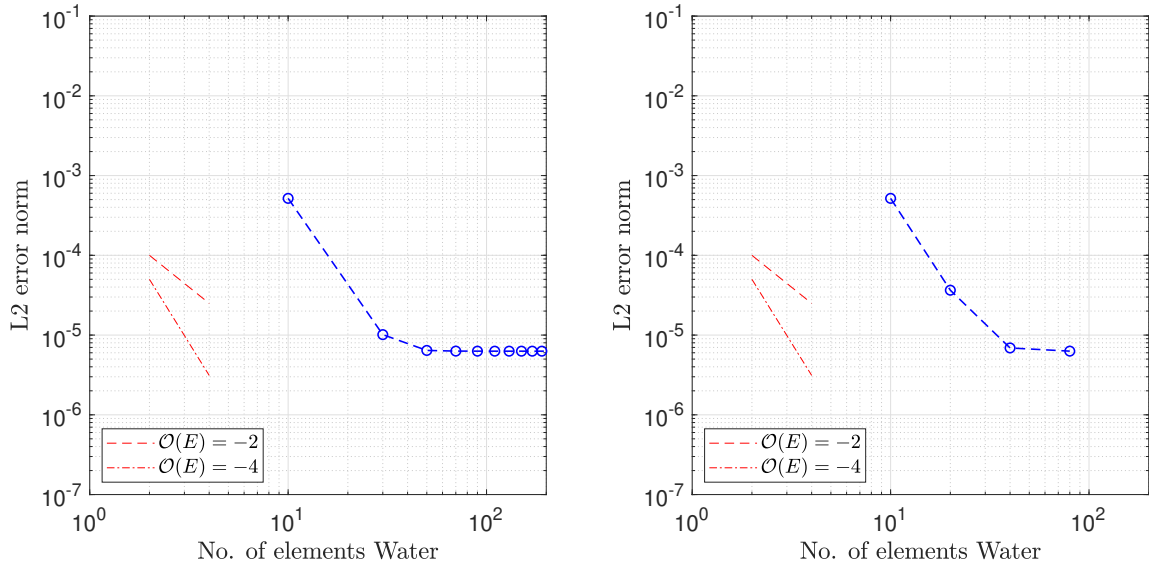 10^-1
10^-2
10^-3
10^-4
10^-5
10^-6
10^-7
L2 error norm
𝒪(E) = −2
𝒪(E) = −4
10^0 10^1 10^2
No. of elements Water
10^-1
10^-2
10^-3
10^-4
10^-5
10^-6
10^-7
L2 error norm
𝒪(E) = −2
𝒪(E) = −4
10^0 10^1 10^2
No. of elements Water